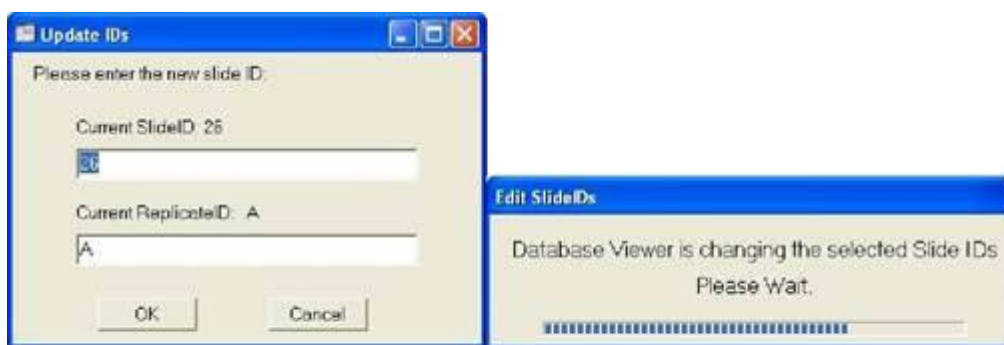 Update IDs
Please enter the new slide ID:
Current SlideID: 26
26
Current ReplicateID: A
A
OK
Cancel
Edit SlideIDs
Database Viewer is changing the selected Slide IDs
Please Wait.